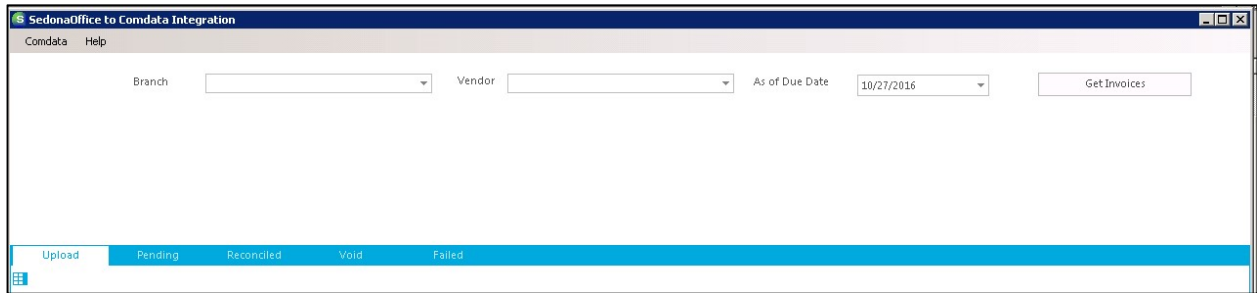 S SedonaOffice to Comdata Integration
Comdata Help
Branch Vendor As of Due Date 10/27/2016 Get Invoices
Upload Pending Reconciled Void Failed